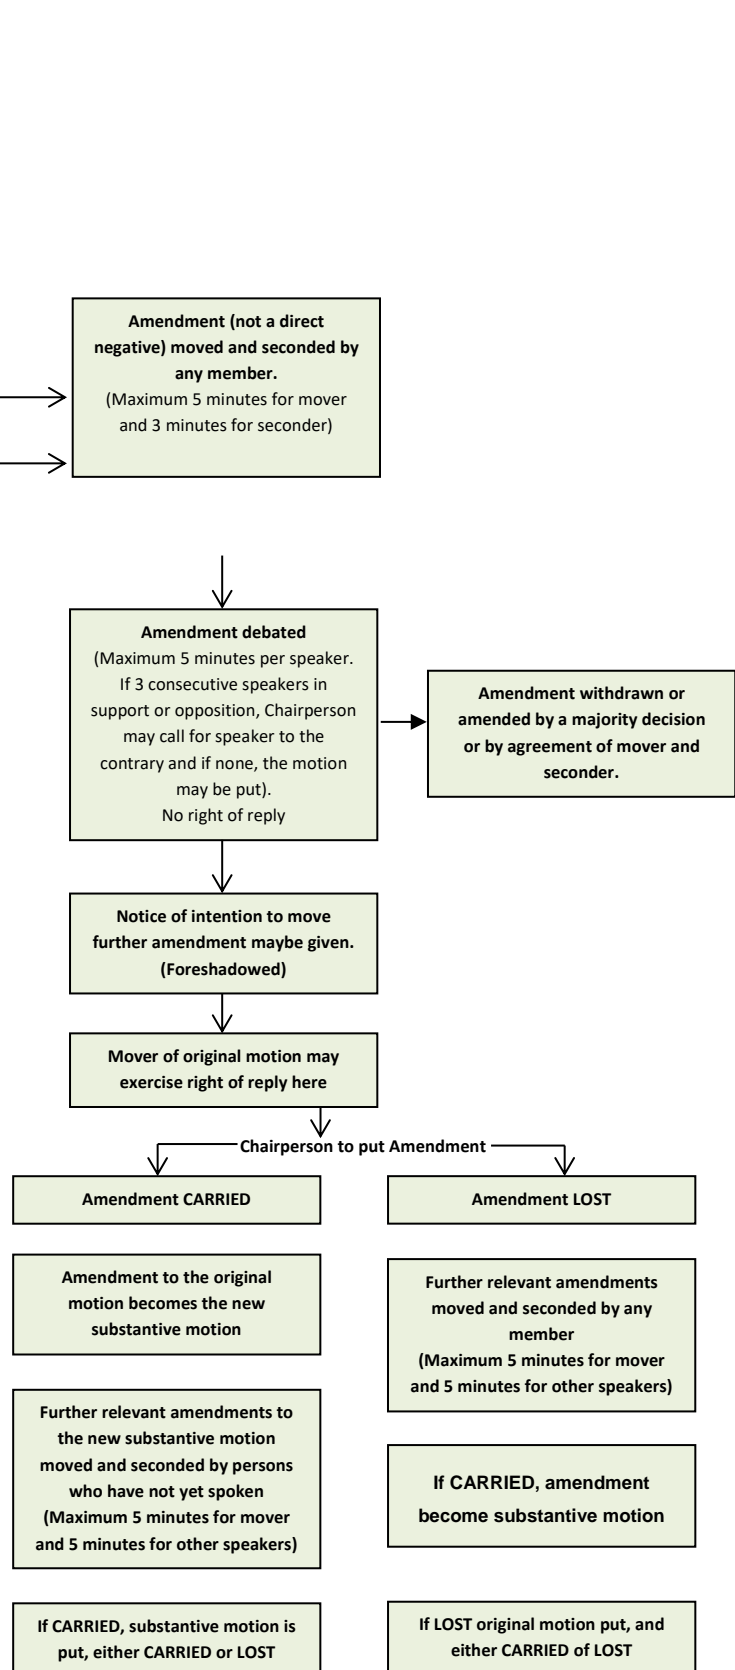 Amendment (not a direct
negative) moved and seconded by
any member.
(Maximum 5 minutes for mover
and 3 minutes for seconder)
Amendment debated
(Maximum 5 minutes per speaker.
If 3 consecutive speakers in
support or opposition, Chairperson
may call for speaker to the
contrary and if none, the motion
may be put).
No right of reply
Amendment withdrawn or
amended by a majority decision
or by agreement of mover and
seconder.
Notice of intention to move
further amendment maybe given.
(Foreshadowed)
Mover of original motion may
exercise right of reply here
Chairperson to put Amendment
Amendment CARRIED
Amendment to the original
motion becomes the new
substantive motion
Further relevant amendments to
the new substantive motion
moved and seconded by persons
who have not yet spoken
(Maximum 5 minutes for mover
and 5 minutes for other speakers)
If CARRIED, substantive motion is
put, either CARRIED or LOST
Amendment LOST
Further relevant amendments
moved and seconded by any
member
(Maximum 5 minutes for mover
and 5 minutes for other speakers)
If CARRIED, amendment
become substantive motion
If LOST original motion put, and
either CARRIED of LOST